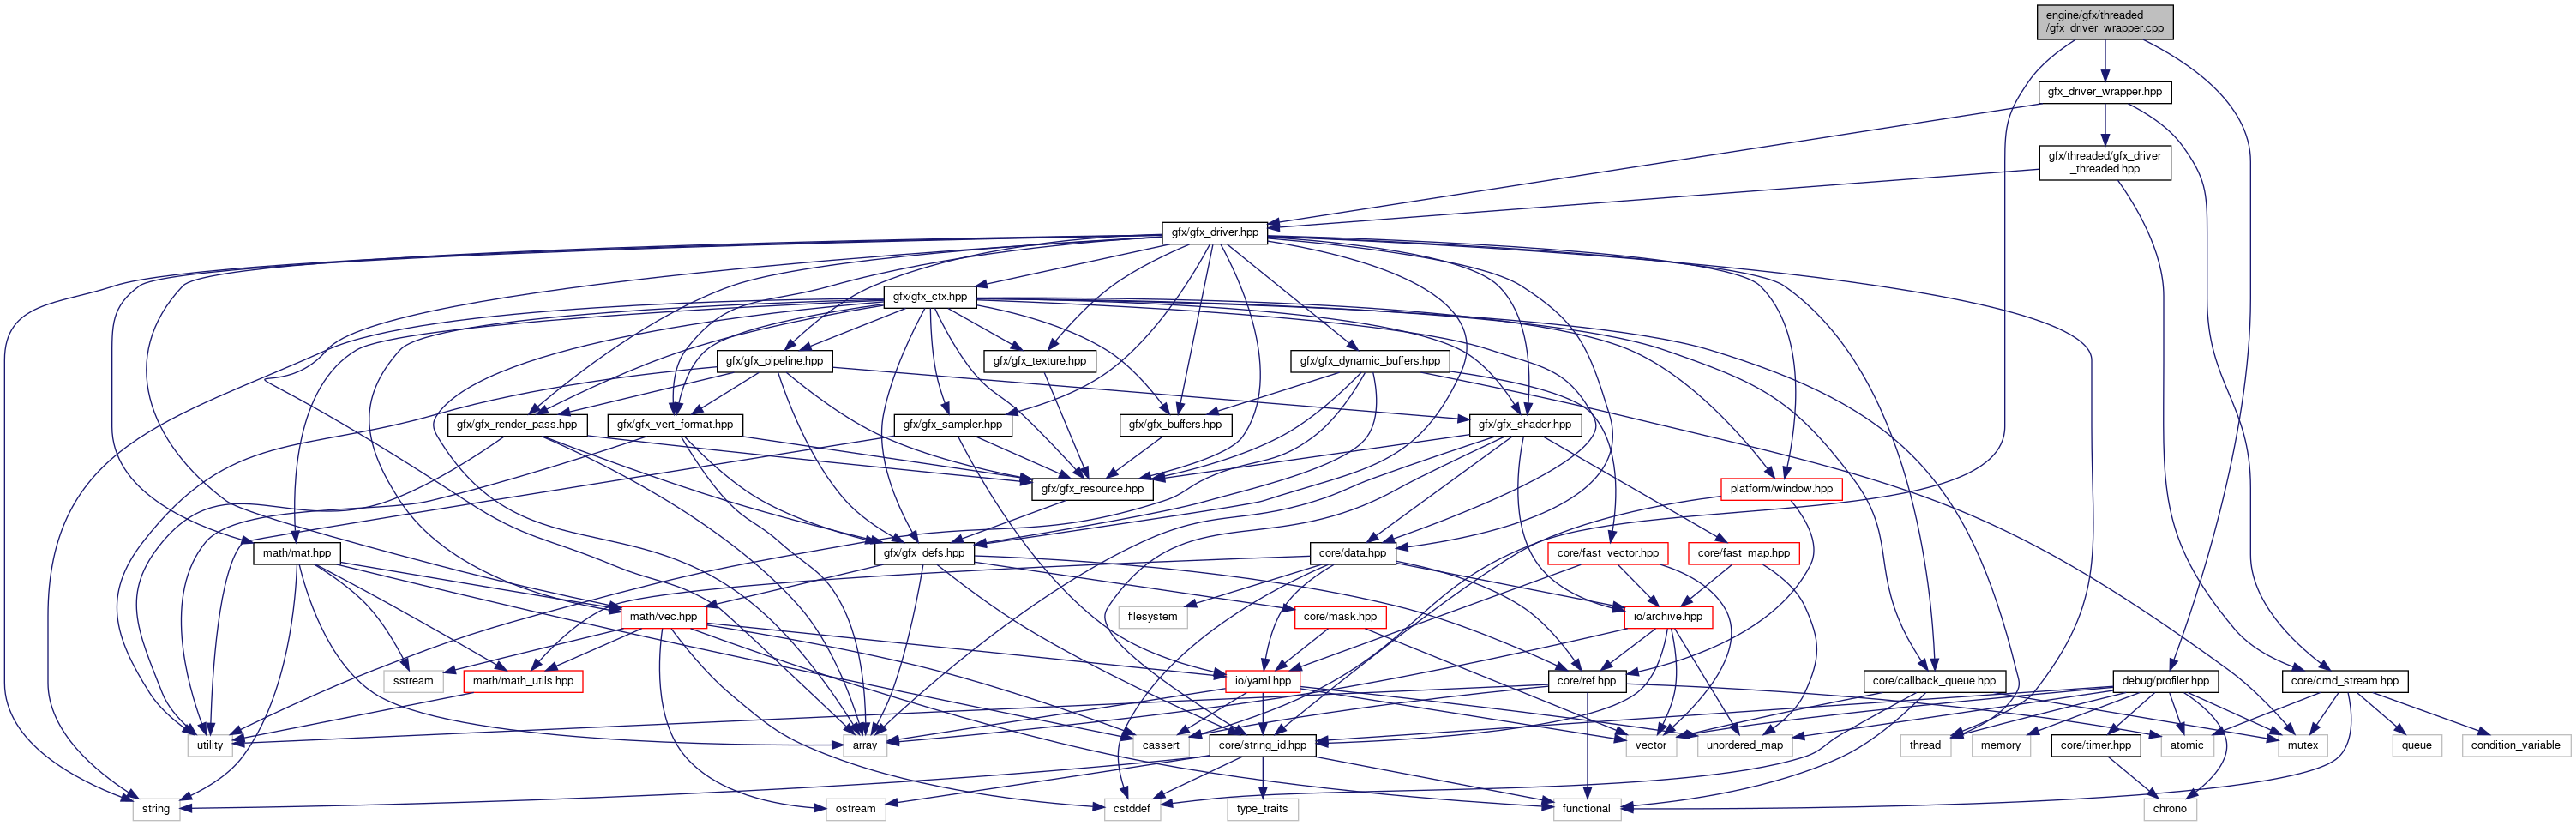 engine/gfx/threaded
/gfx_driver_wrapper.cpp
gfx_driver_wrapper.hpp
gfx/threaded/gfx_driver
_threaded.hpp
gfx/gfx_driver.hpp
gfx/gfx_ctx.hpp
gfx/gfx_pipeline.hpp
gfx/gfx_texture.hpp
gfx/gfx_dynamic_buffers.hpp
gfx/gfx_render_pass.hpp
gfx/gfx_vert_format.hpp
gfx/gfx_sampler.hpp
gfx/gfx_buffers.hpp
gfx/gfx_shader.hpp
gfx/gfx_resource.hpp
platform/window.hpp
math/mat.hpp
gfx/gfx_defs.hpp
core/data.hpp
core/fast_vector.hpp
core/fast_map.hpp
filesystem
math/vec.hpp
core/mask.hpp
io/archive.hpp
sstream
math/math_utils.hpp
io/yaml.hpp
core/ref.hpp
core/callback_queue.hpp
debug/profiler.hpp
core/cmd_stream.hpp
utility
array
cassert
core/string_id.hpp
vector
unordered_map
thread
memory
core/timer.hpp
atomic
mutex
queue
condition_variable
string
ostream
cstddef
type_traits
functional
chrono